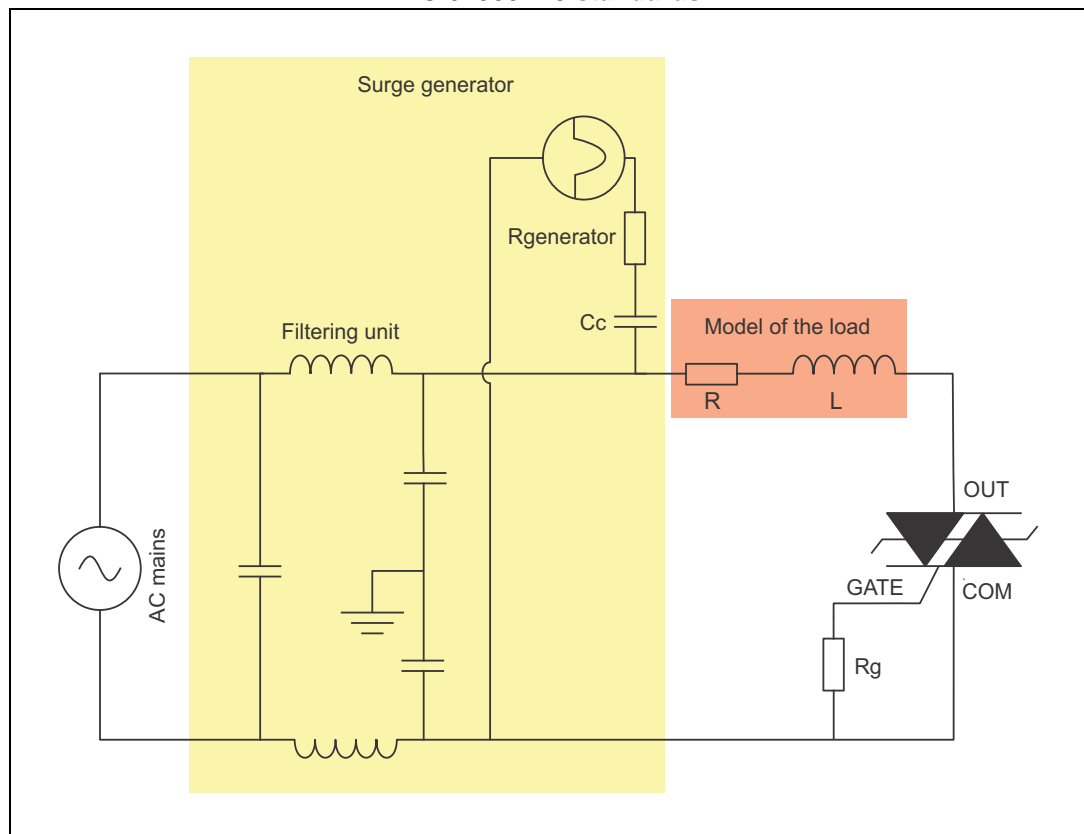 Surge generator
Rgenerator
Cc
Model of the load
Filtering unit
R
L
OUT
AC mains
GATE
COM
Rg